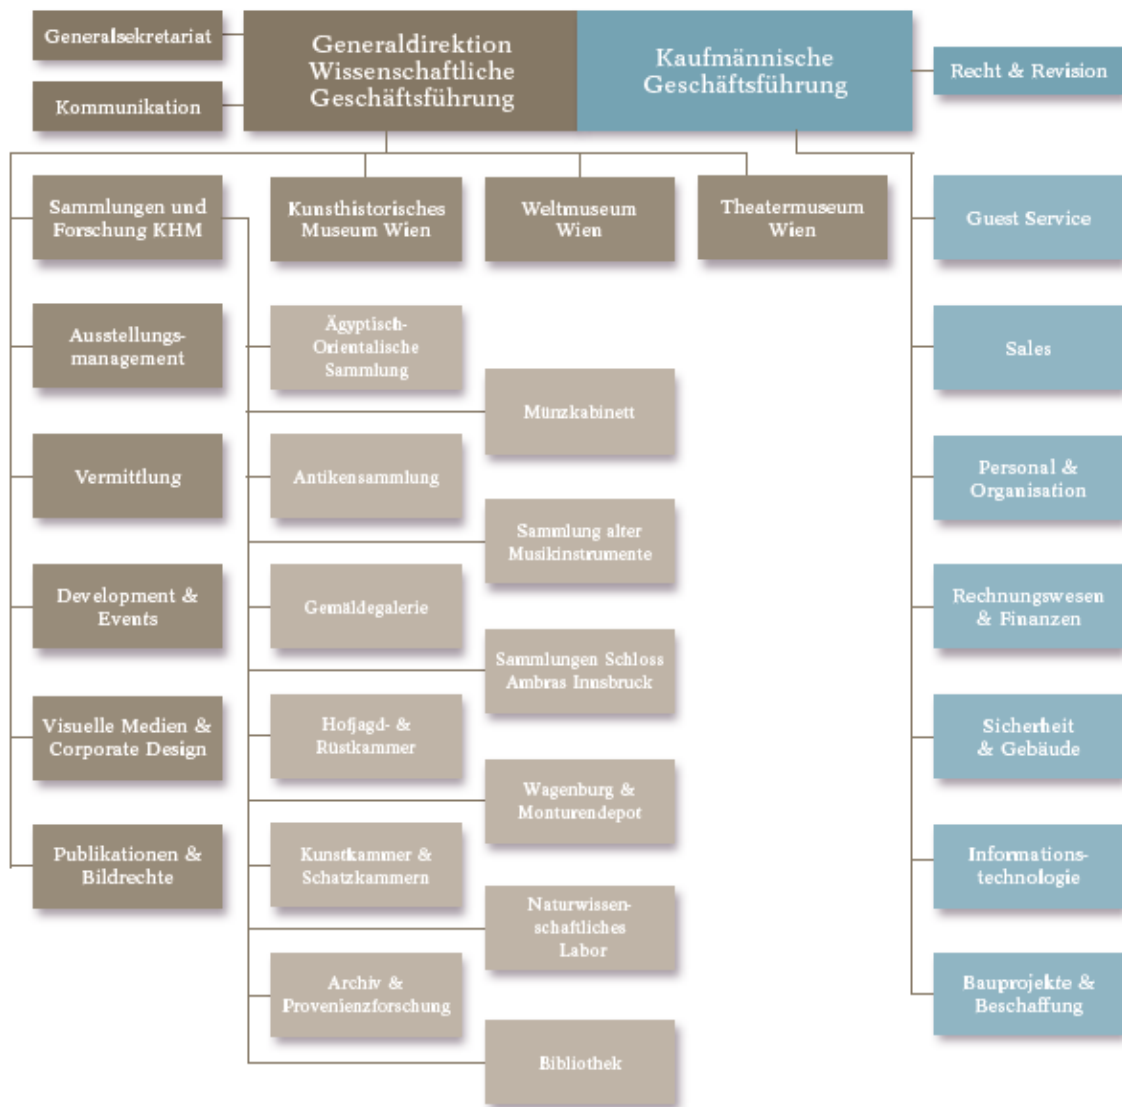 Generalsekretariat
Kommunikation
Generaldirektion
Wissenschaftliche
Geschäftsführung
Kaufmännische
Geschäftsführung
Recht & Revision
Sammlungen und
Forschung KHM
Kunsthistorisches
Museum Wien
Weltmuseum
Wien
Theatermuseum
Wien
Guest Service
Ausstellungs-
management
Ägyptisch-
Orientalische
Sammlung
Sales
Münzkabinett
Vermittlung
Antikensammlung
Personal &
Organisation
Sammlung alter
Musikinstrumente
Development &
Events
Gemäldegalerie
Rechnungswesen
& Finanzen
Sammlungen Schloss
Ambras Innsbruck
Visuelle Medien &
Corporate Design
Hofjagd- &
Rüstkammer
Sicherheit
& Gebäude
Wagenburg &
Monturendepot
Publikationen &
Bildrechte
Kunstkammer &
Schatzkammern
Informations-
technologie
Naturwissen-
schaftliches
Labor
Archiv &
Provenienzforschung
Bauprojekte &
Beschaffung
Bibliothek